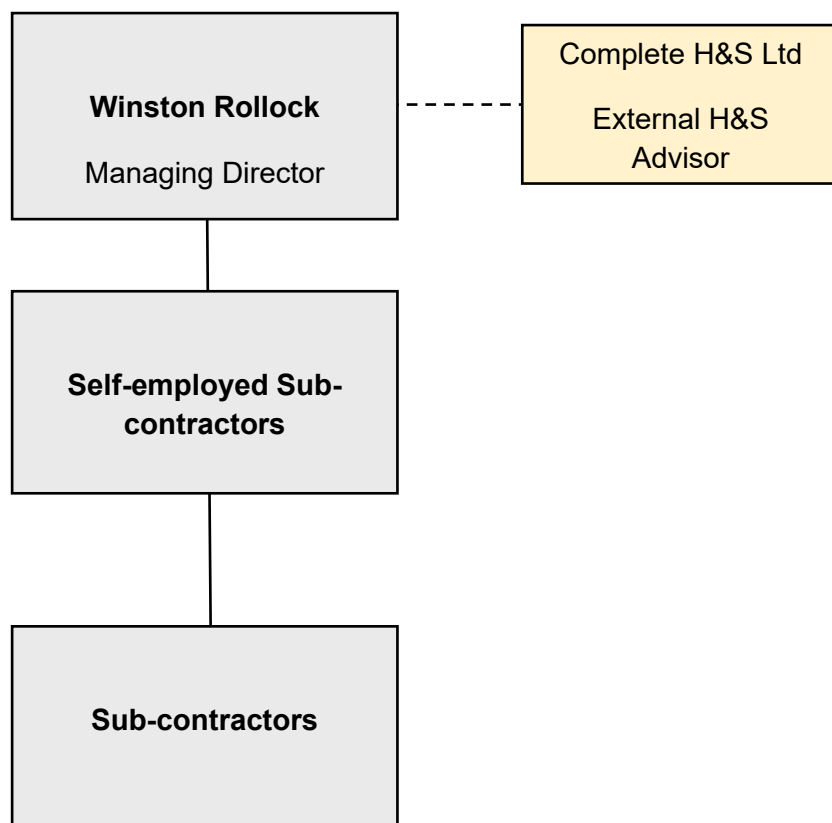 Winston Rollock
Managing Director
Complete H&S Ltd
External H&S
Advisor
Self-employed Sub-
contractors
Sub-contractors